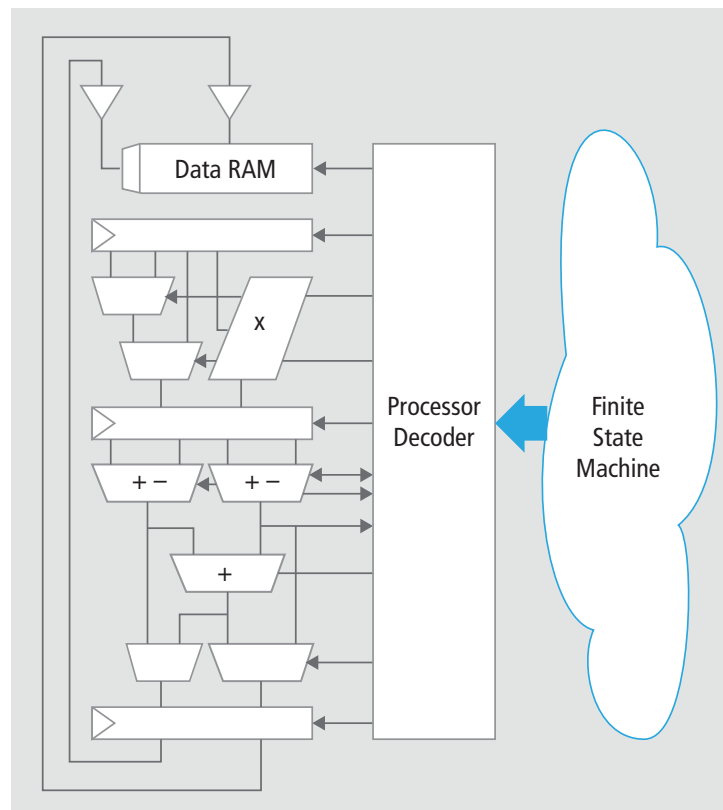 Data RAM
x
Processor
Decoder
Finite
State
Machine
+ −
+ −
+